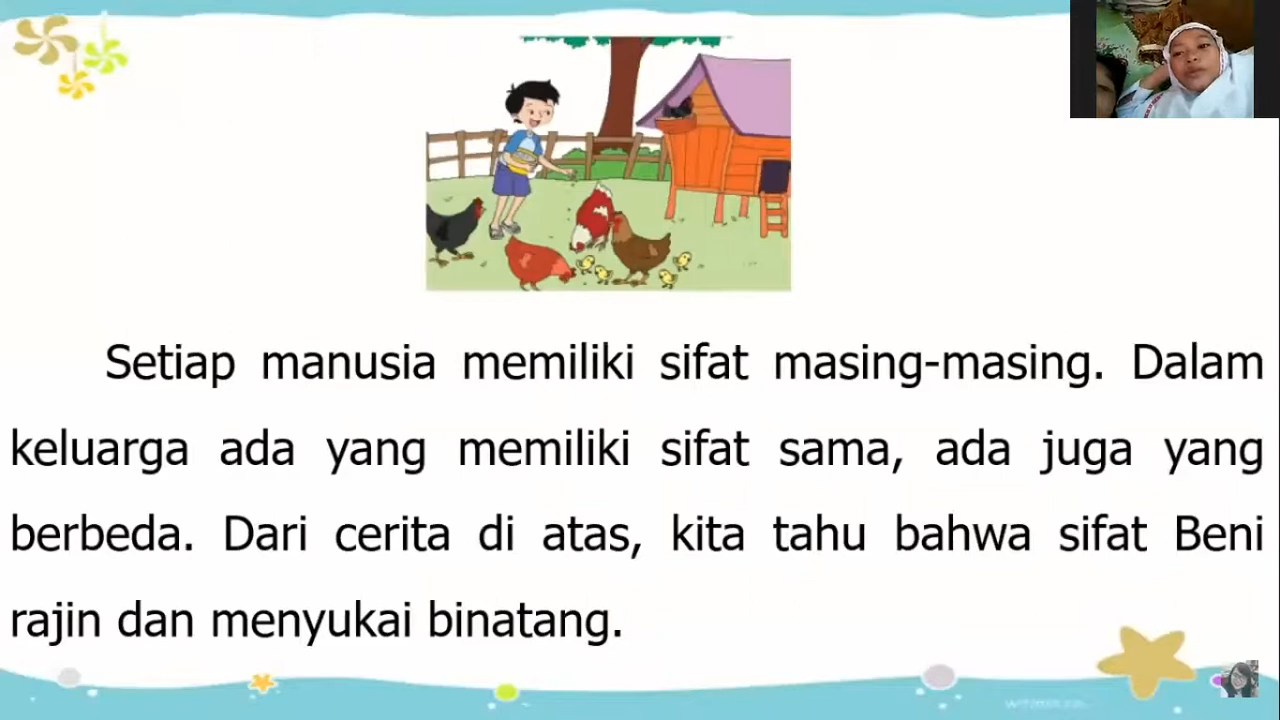 Setiap manusia memiliki sifat masing-masing. Dalam
keluarga ada yang memiliki sifat sama, ada juga yang
berbeda. Dari cerita di atas, kita tahu bahwa sifat Beni
rajin dan menyukai binatang.